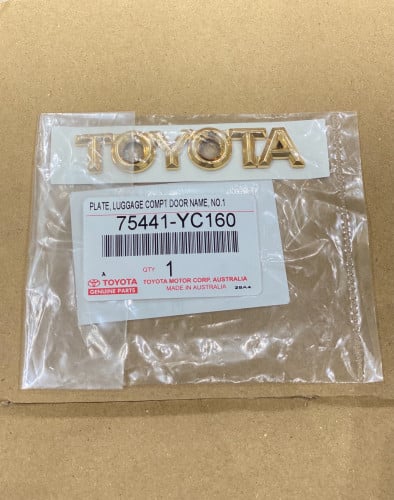 TOYOTA
PLATE, LUGGAGE COMP'T DOOR NAME, NO.1
75441-YC160
A
QTY 1
TOYOTA
GENUINE PARTS
TOYOTA MOTOR CORP. AUSTRALIA
MADE IN AUSTRALIA